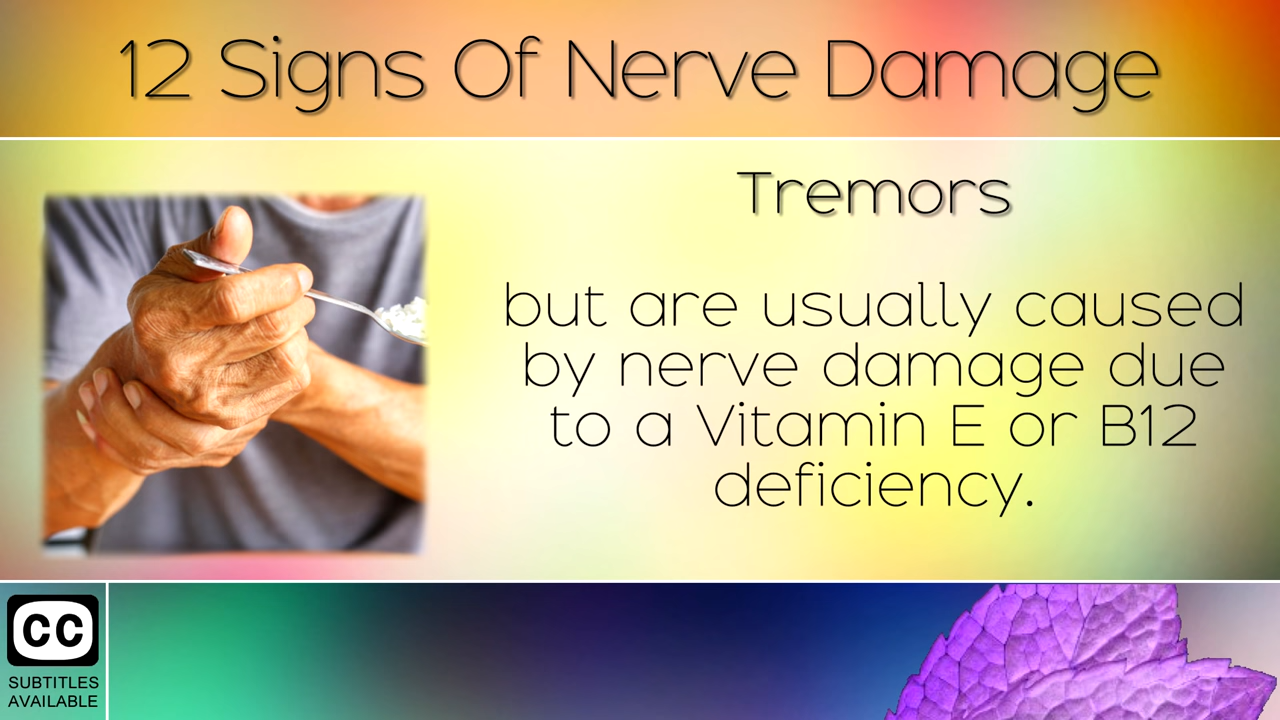 12 Signs Of Nerve Damage
Tremors
but are usually caused
by nerve damage due
to a Vitamin E or B12
deficiency.
CC
SUBTITLES
AVAILABLE